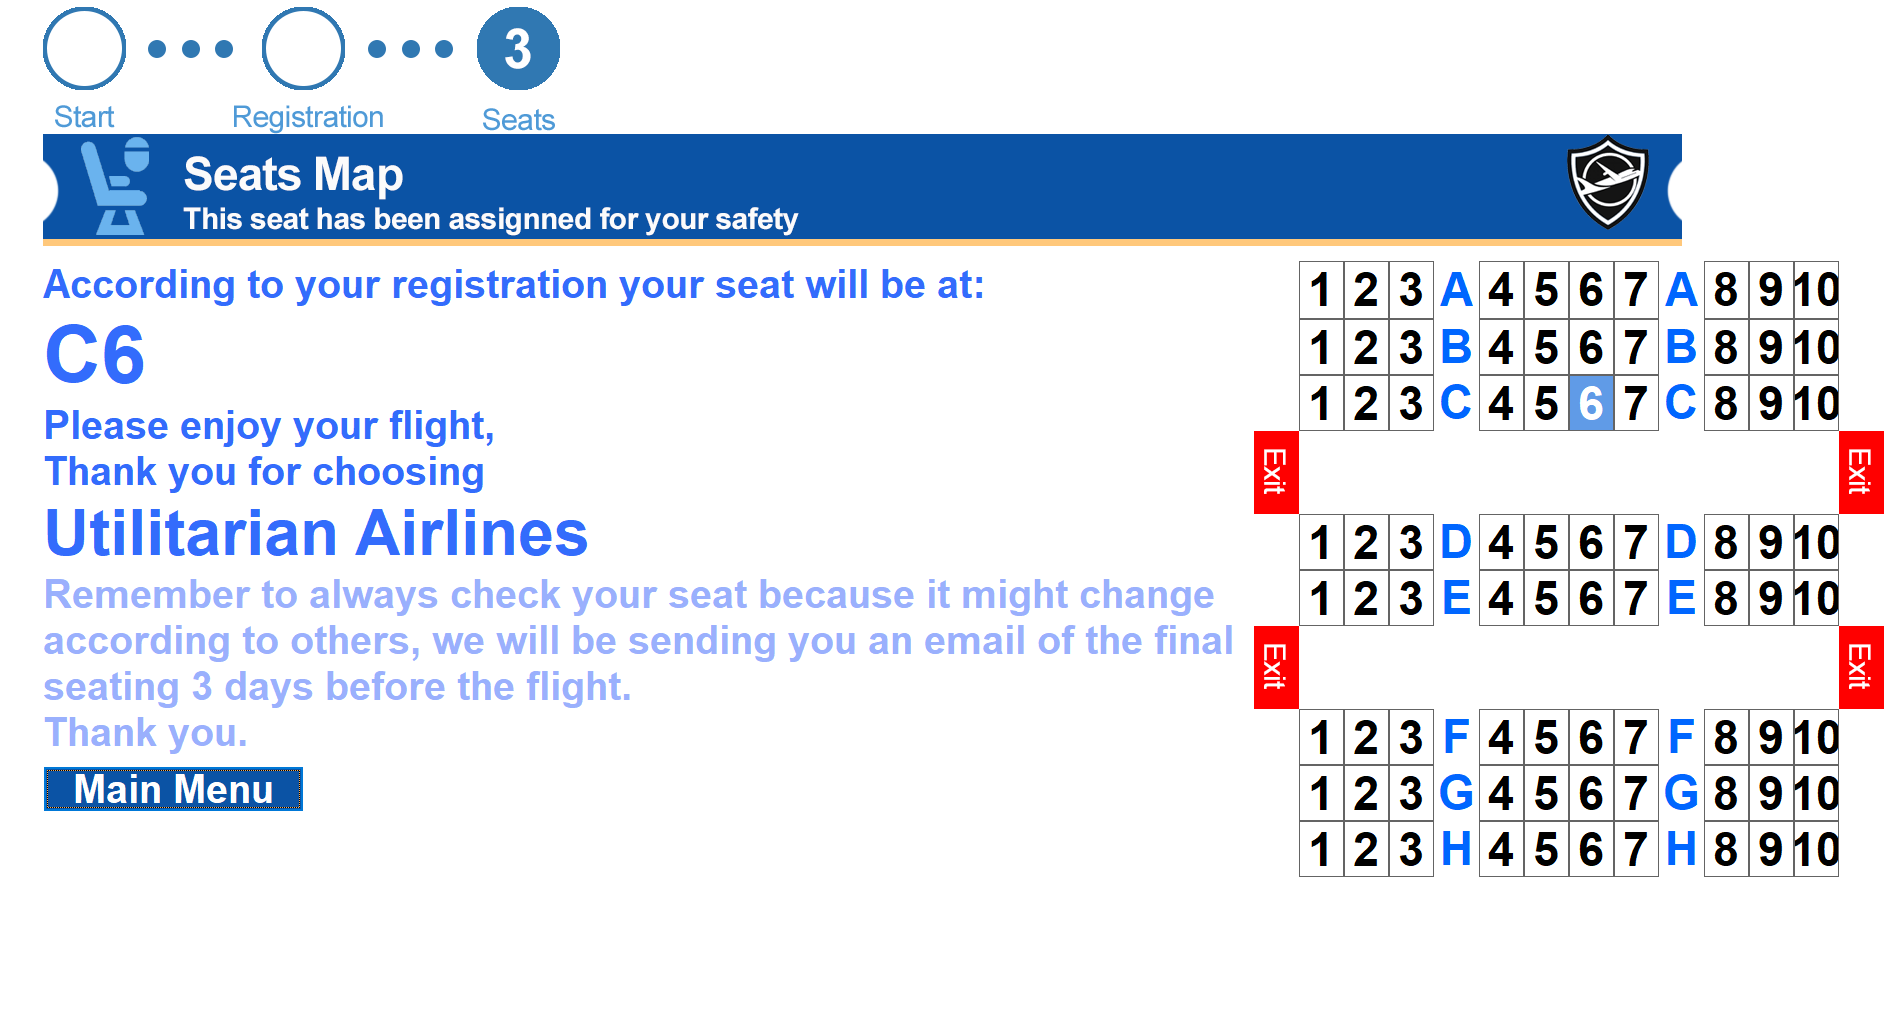 3
Start
Registration
Seats
Seats Map
This seat has been assignned for your safety
According to your registration your seat will be at:
C6
Please enjoy your flight,
Thank you for choosing
Utilitarian Airlines
Remember to always check your seat because it might change
according to others, we will be sending you an email of the final
seating 3 days before the flight.
Thank you.
Main Menu
1 2 3 A 4 5 6 7 A 8 9 10
1 2 3 B 4 5 6 7 B 8 9 10
1 2 3 C 4 5 6 7 C 8 9 10
Exit Exit
1 2 3 D 4 5 6 7 D 8 9 10
1 2 3 E 4 5 6 7 E 8 9 10
Exit Exit
1 2 3 F 4 5 6 7 F 8 9 10
1 2 3 G 4 5 6 7 G 8 9 10
1 2 3 H 4 5 6 7 H 8 9 10